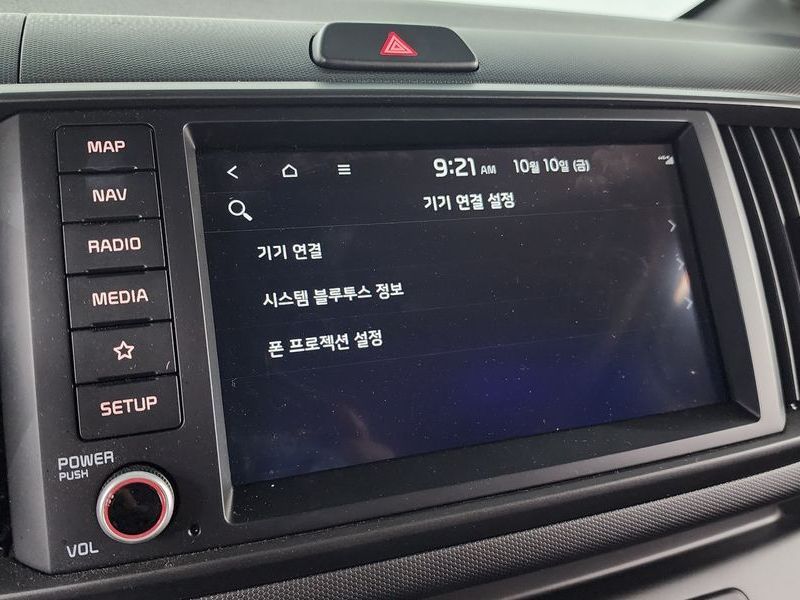 MAP
NAV
RADIO
MEDIA
SETUP
POWER
PUSH
VOL
9:21 AM 10월 10일 (금)
기기 연결 설정
기기 연결
시스템 블루투스 정보
폰 프로젝션 설정